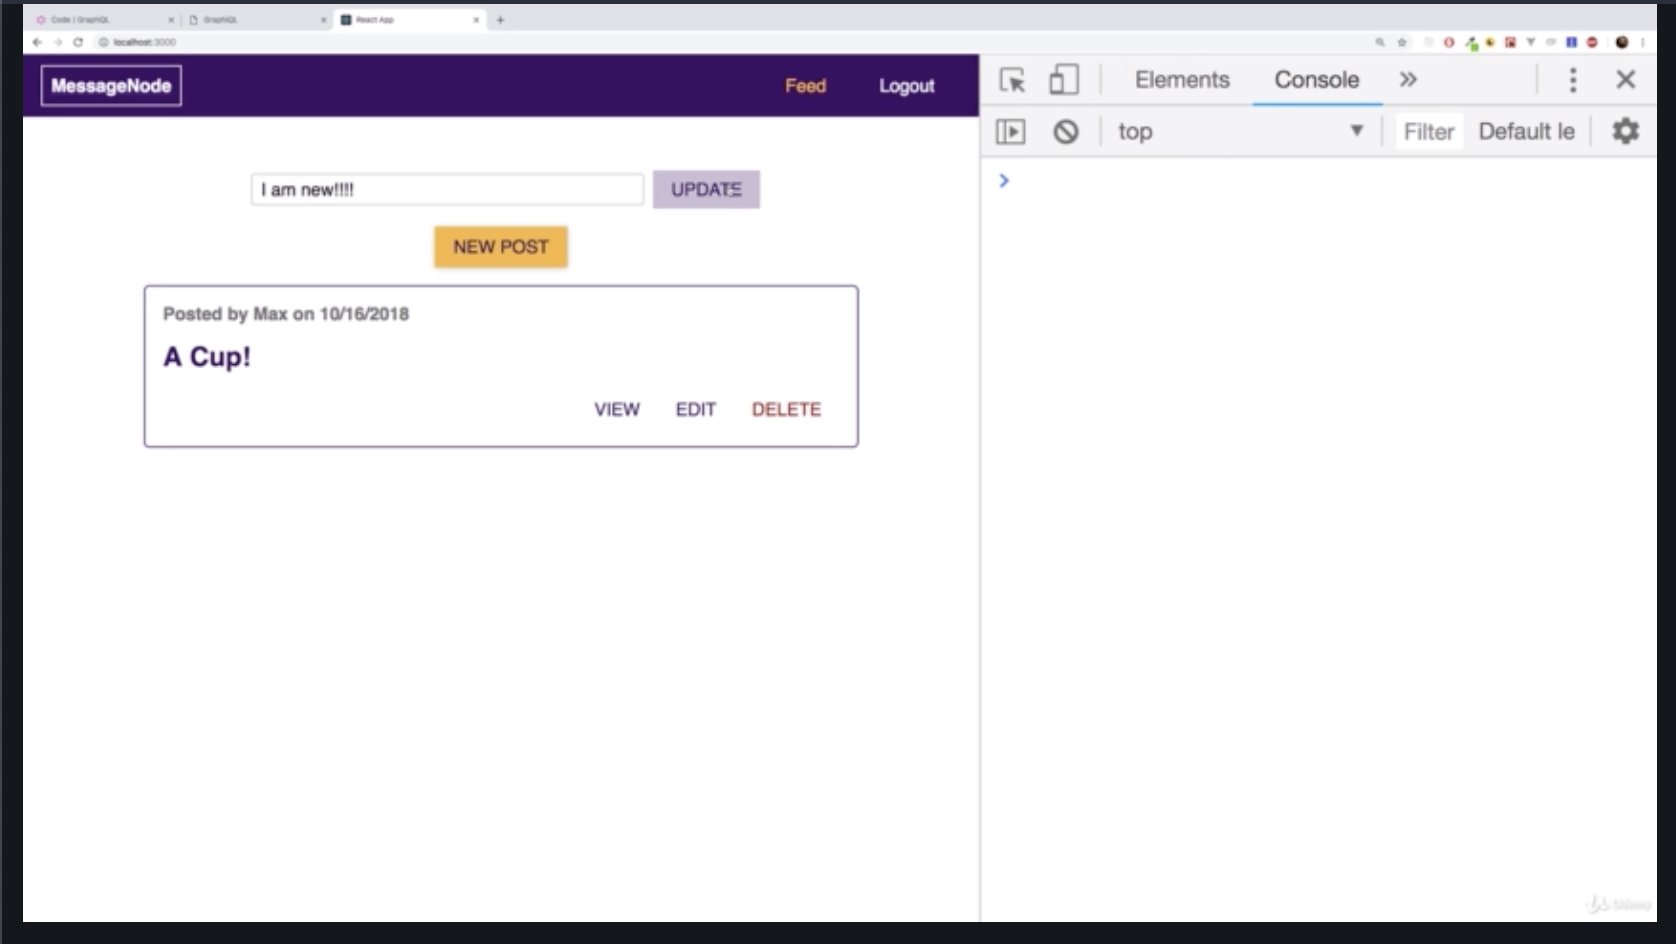 Code | GraphQL
GraphiQL
React App
localhost:3000
MessageNode
Feed
Logout
Elements
Console
top
Filter
Default le
I am new!!!!
UPDATE
NEW POST
Posted by Max on 10/16/2018
A Cup!
VIEW
EDIT
DELETE
Udemy